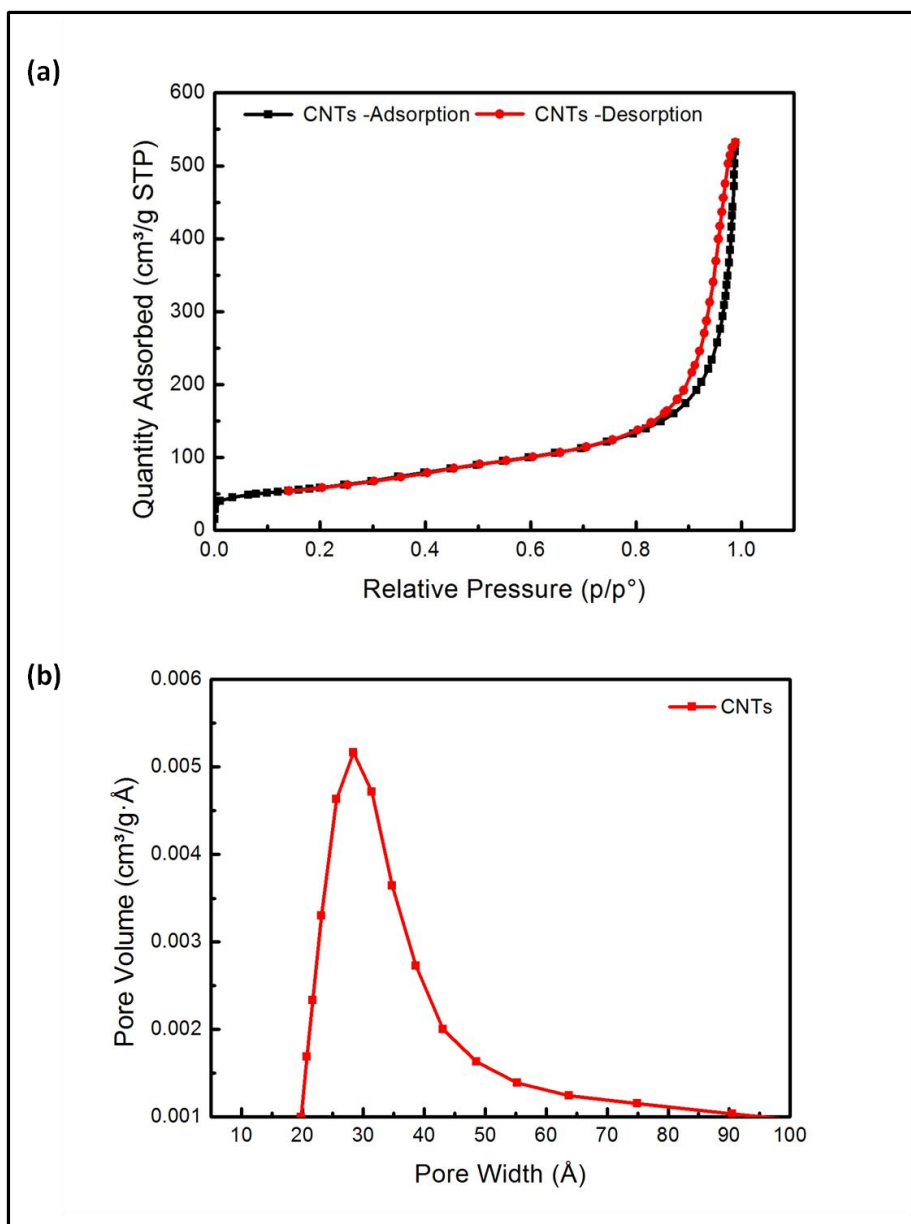 (a)
600
500
400
300
200
100
0
CNTs -Adsorption CNTs -Desorption
Quantity Adsorbed (cm³/g STP)
0.0 0.2 0.4 0.6 0.8 1.0
Relative Pressure (p/p°)
(b)
0.006
0.005
0.004
0.003
0.002
0.001
CNTs
Pore Volume (cm³/g·Å)
10 20 30 40 50 60 70 80 90 100
Pore Width (Å)